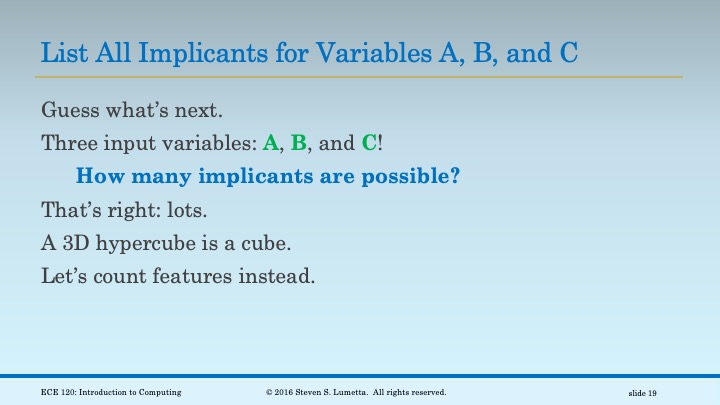 List All Implicants for Variables A, B, and C
Guess what’s next.
Three input variables: A, B, and C!
How many implicants are possible?
That’s right: lots.
A 3D hypercube is a cube.
Let’s count features instead.
ECE 120: Introduction to Computing
© 2016 Steven S. Lumetta. All rights reserved.
slide 19